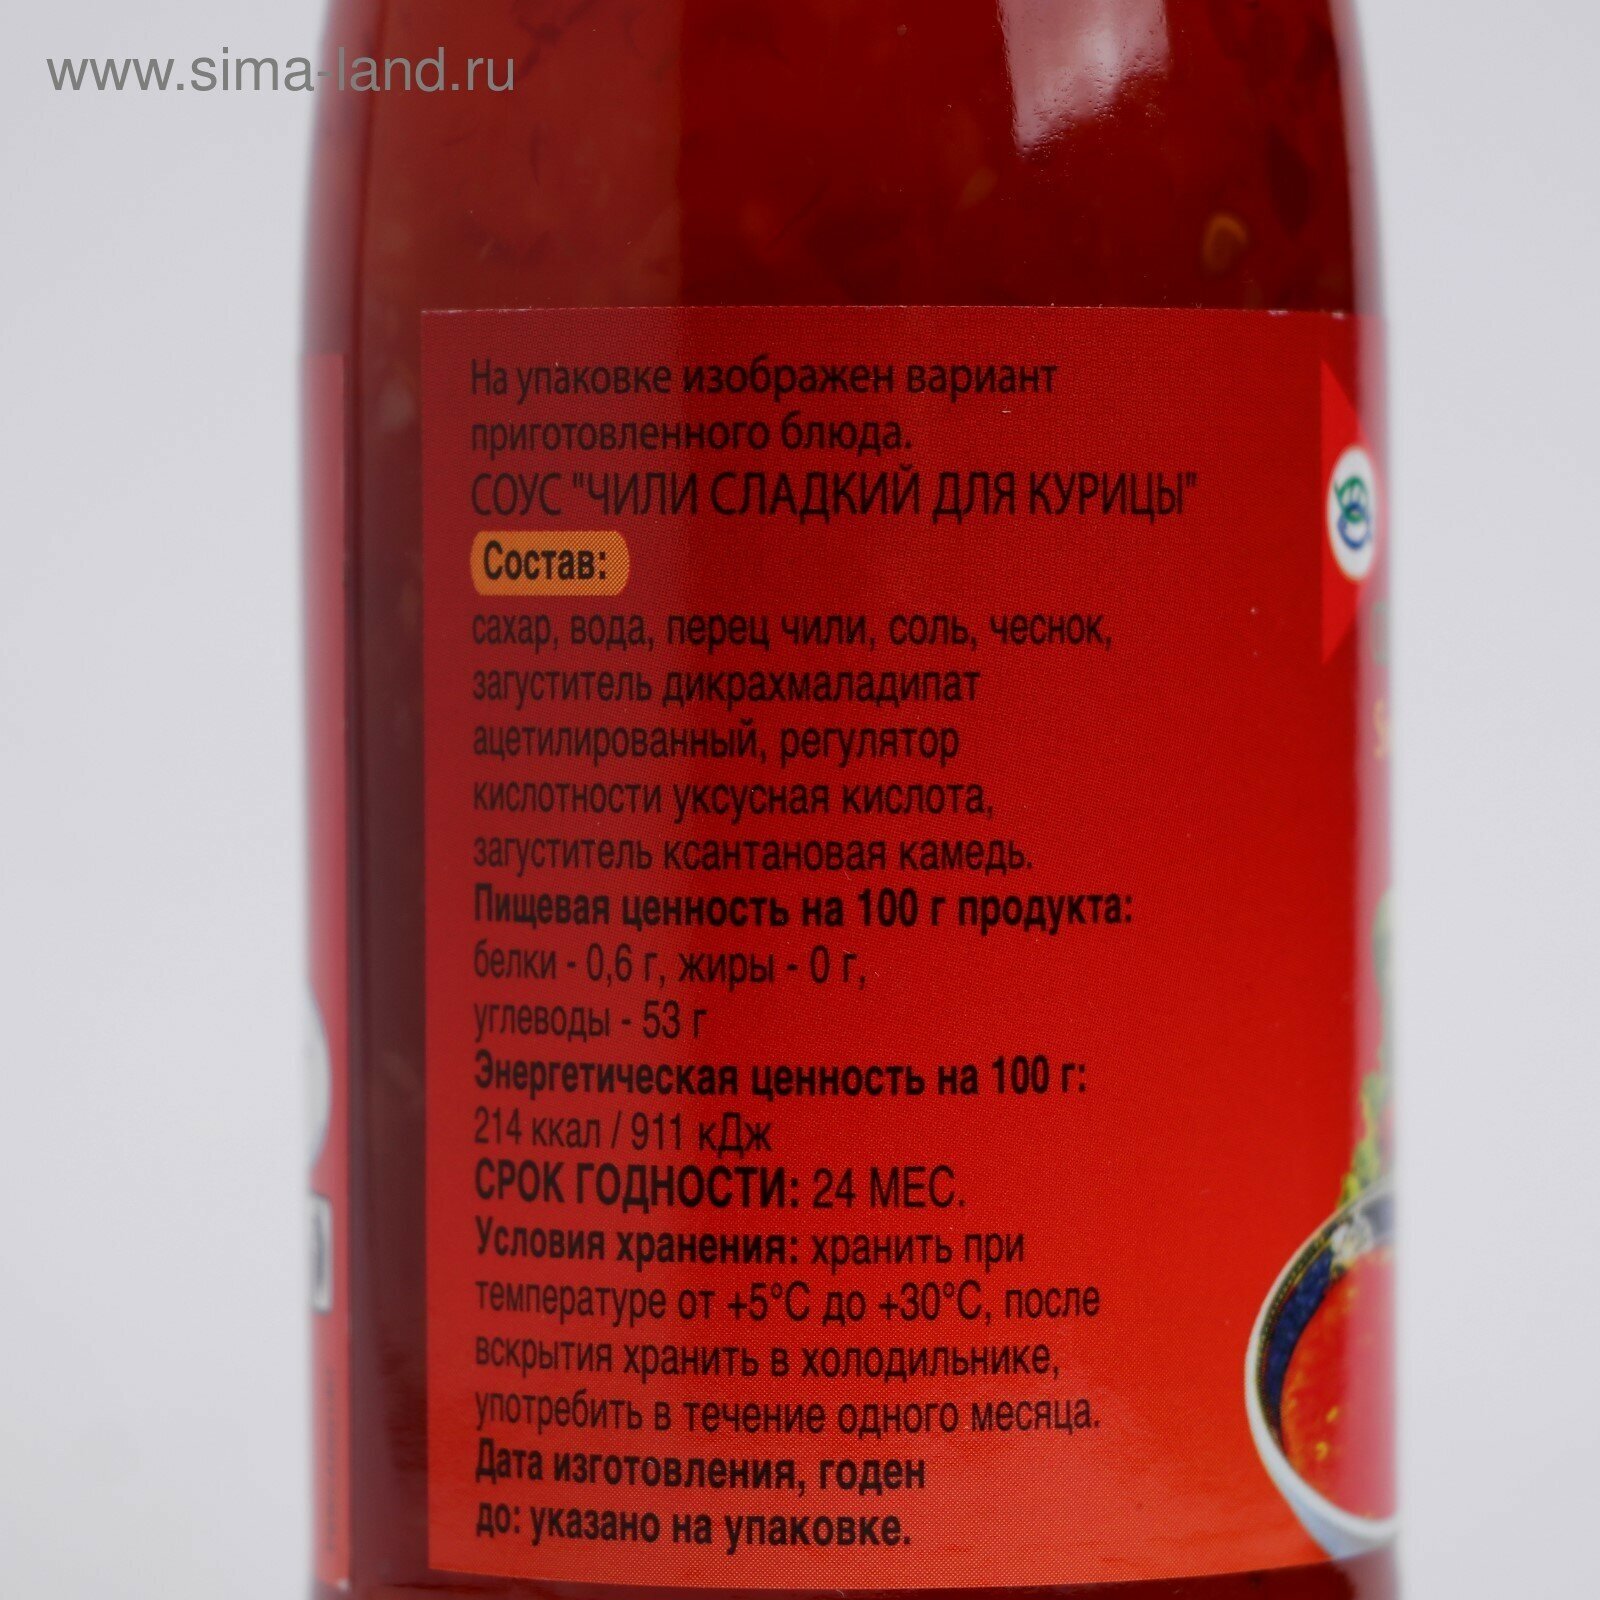 www.sima-land.ru
На упаковке изображен вариант
приготовленного блюда.
СОУС "ЧИЛИ СЛАДКИЙ ДЛЯ КУРИЦЫ"
Состав:
сахар, вода, перец чили, соль, чеснок,
загуститель дикрахмаладипат
ацетилированный, регулятор
кислотности уксусная кислота,
загуститель ксантановая камедь.
Пищевая ценность на 100 г продукта:
белки - 0,6 г, жиры - 0 г,
углеводы - 53 г
Энергетическая ценность на 100 г:
214 ккал / 911 кДж
СРОК ГОДНОСТИ: 24 МЕС.
Условия хранения: хранить при
температуре от +5°С до +30°С, после
вскрытия хранить в холодильнике,
употребить в течение одного месяца.
Дата изготовления, годен
до: указано на упаковке.